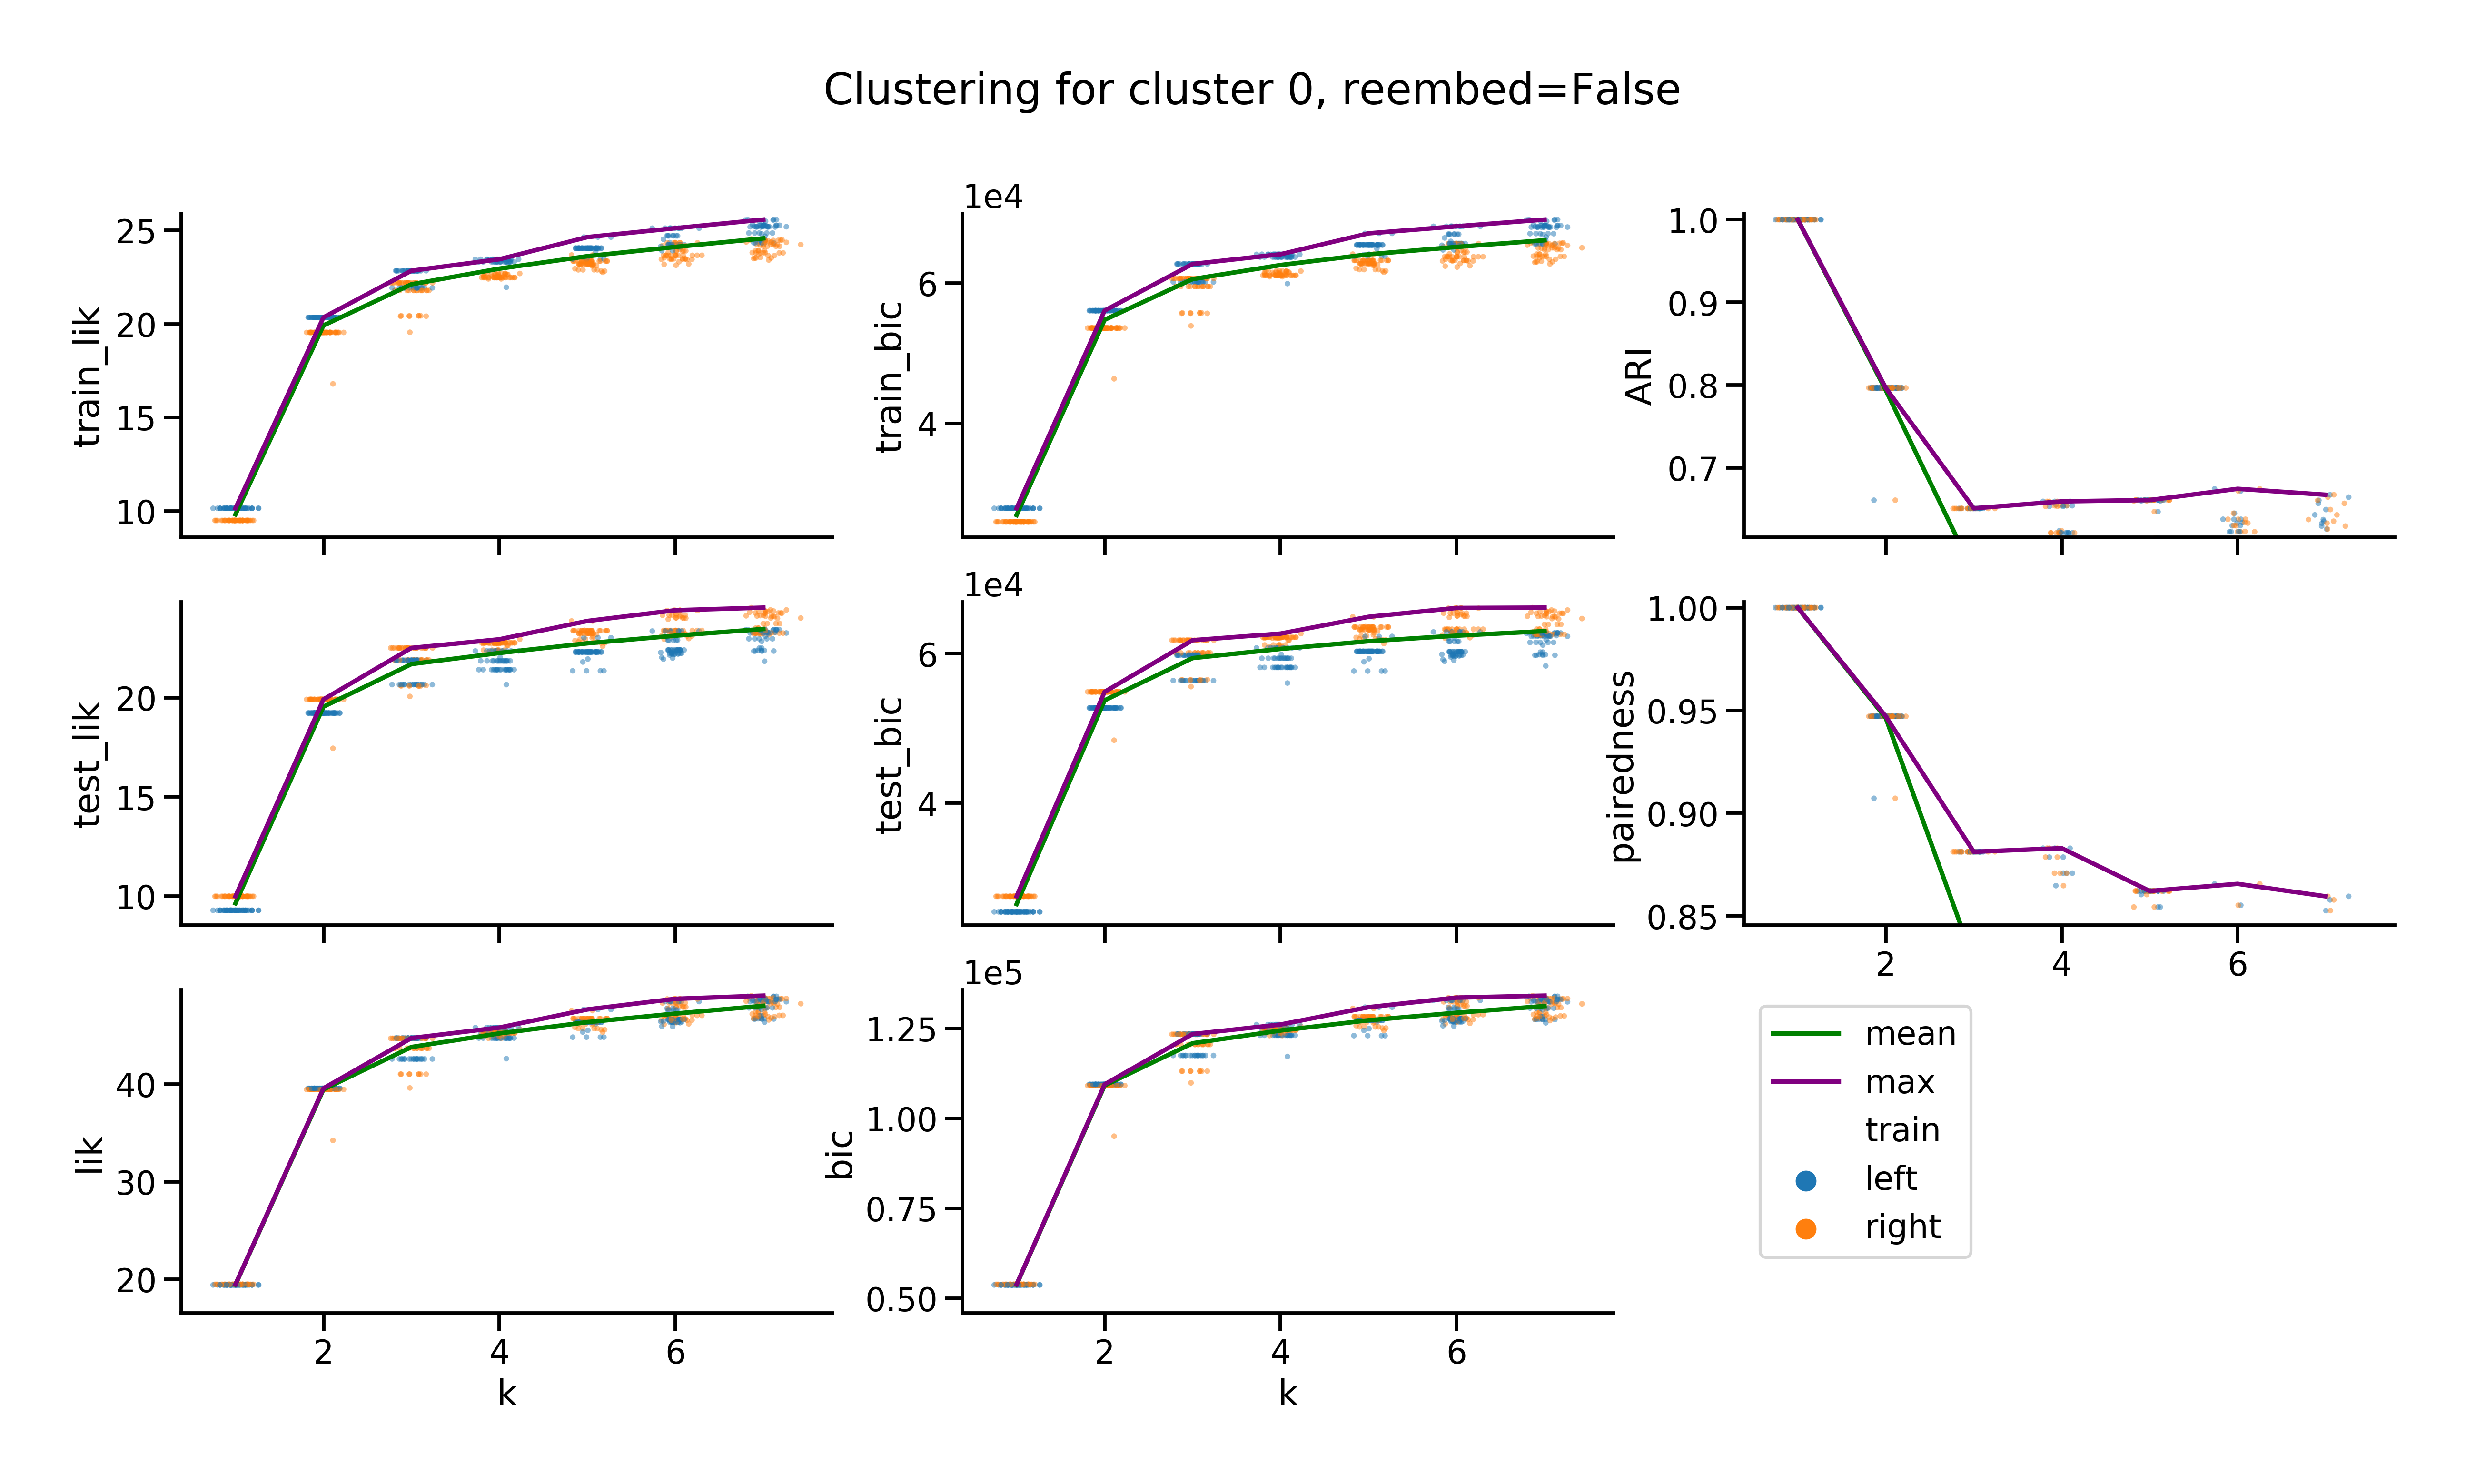 Clustering for cluster 0, reembed=False
train_lik
25
20
15
10
1e4
train_bic
6
4
ARI
1.0
0.9
0.8
0.7
test_lik
20
15
10
1e4
test_bic
6
4
pairedness
1.00
0.95
0.90
0.85
2 4 6
lik
40
30
20
2 4 6
k
1e5
bic
1.25
1.00
0.75
0.50
2 4 6
k
mean
max
train
left
right